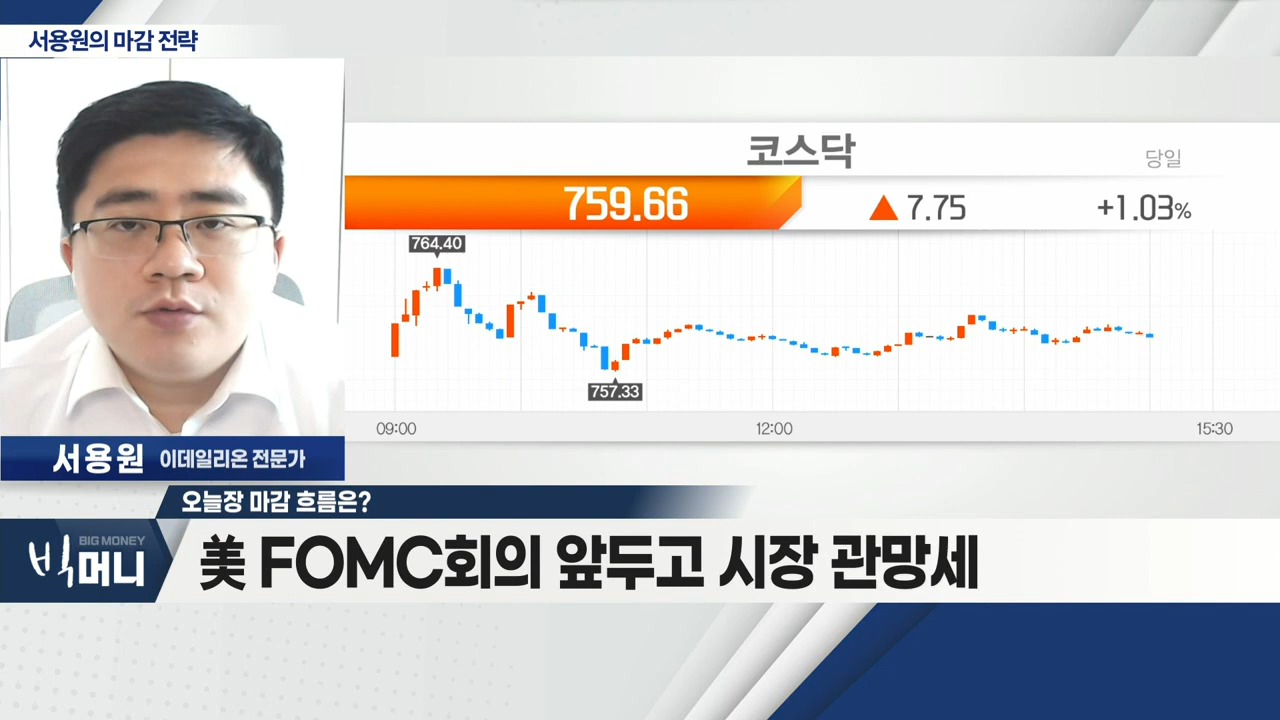 서용원의 마감 전략
코스닥
당일
759.66
▲ 7.75
+1.03%
764.40
757.33
09:00
12:00
15:30
서용원 이데일리온 전문가
오늘장 마감 흐름은?
BIG MONEY
빅머니
美 FOMC회의 앞두고 시장 관망세